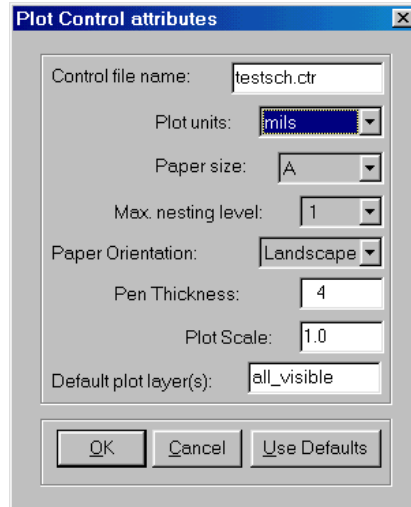 Plot Control attributes
Control file name: testsch.ctr
Plot units: mils
Paper size: A
Max. nesting level: 1
Paper Orientation: Landscape
Pen Thickness: 4
Plot Scale: 1.0
Default plot layer(s): all_visible
OK Cancel Use Defaults